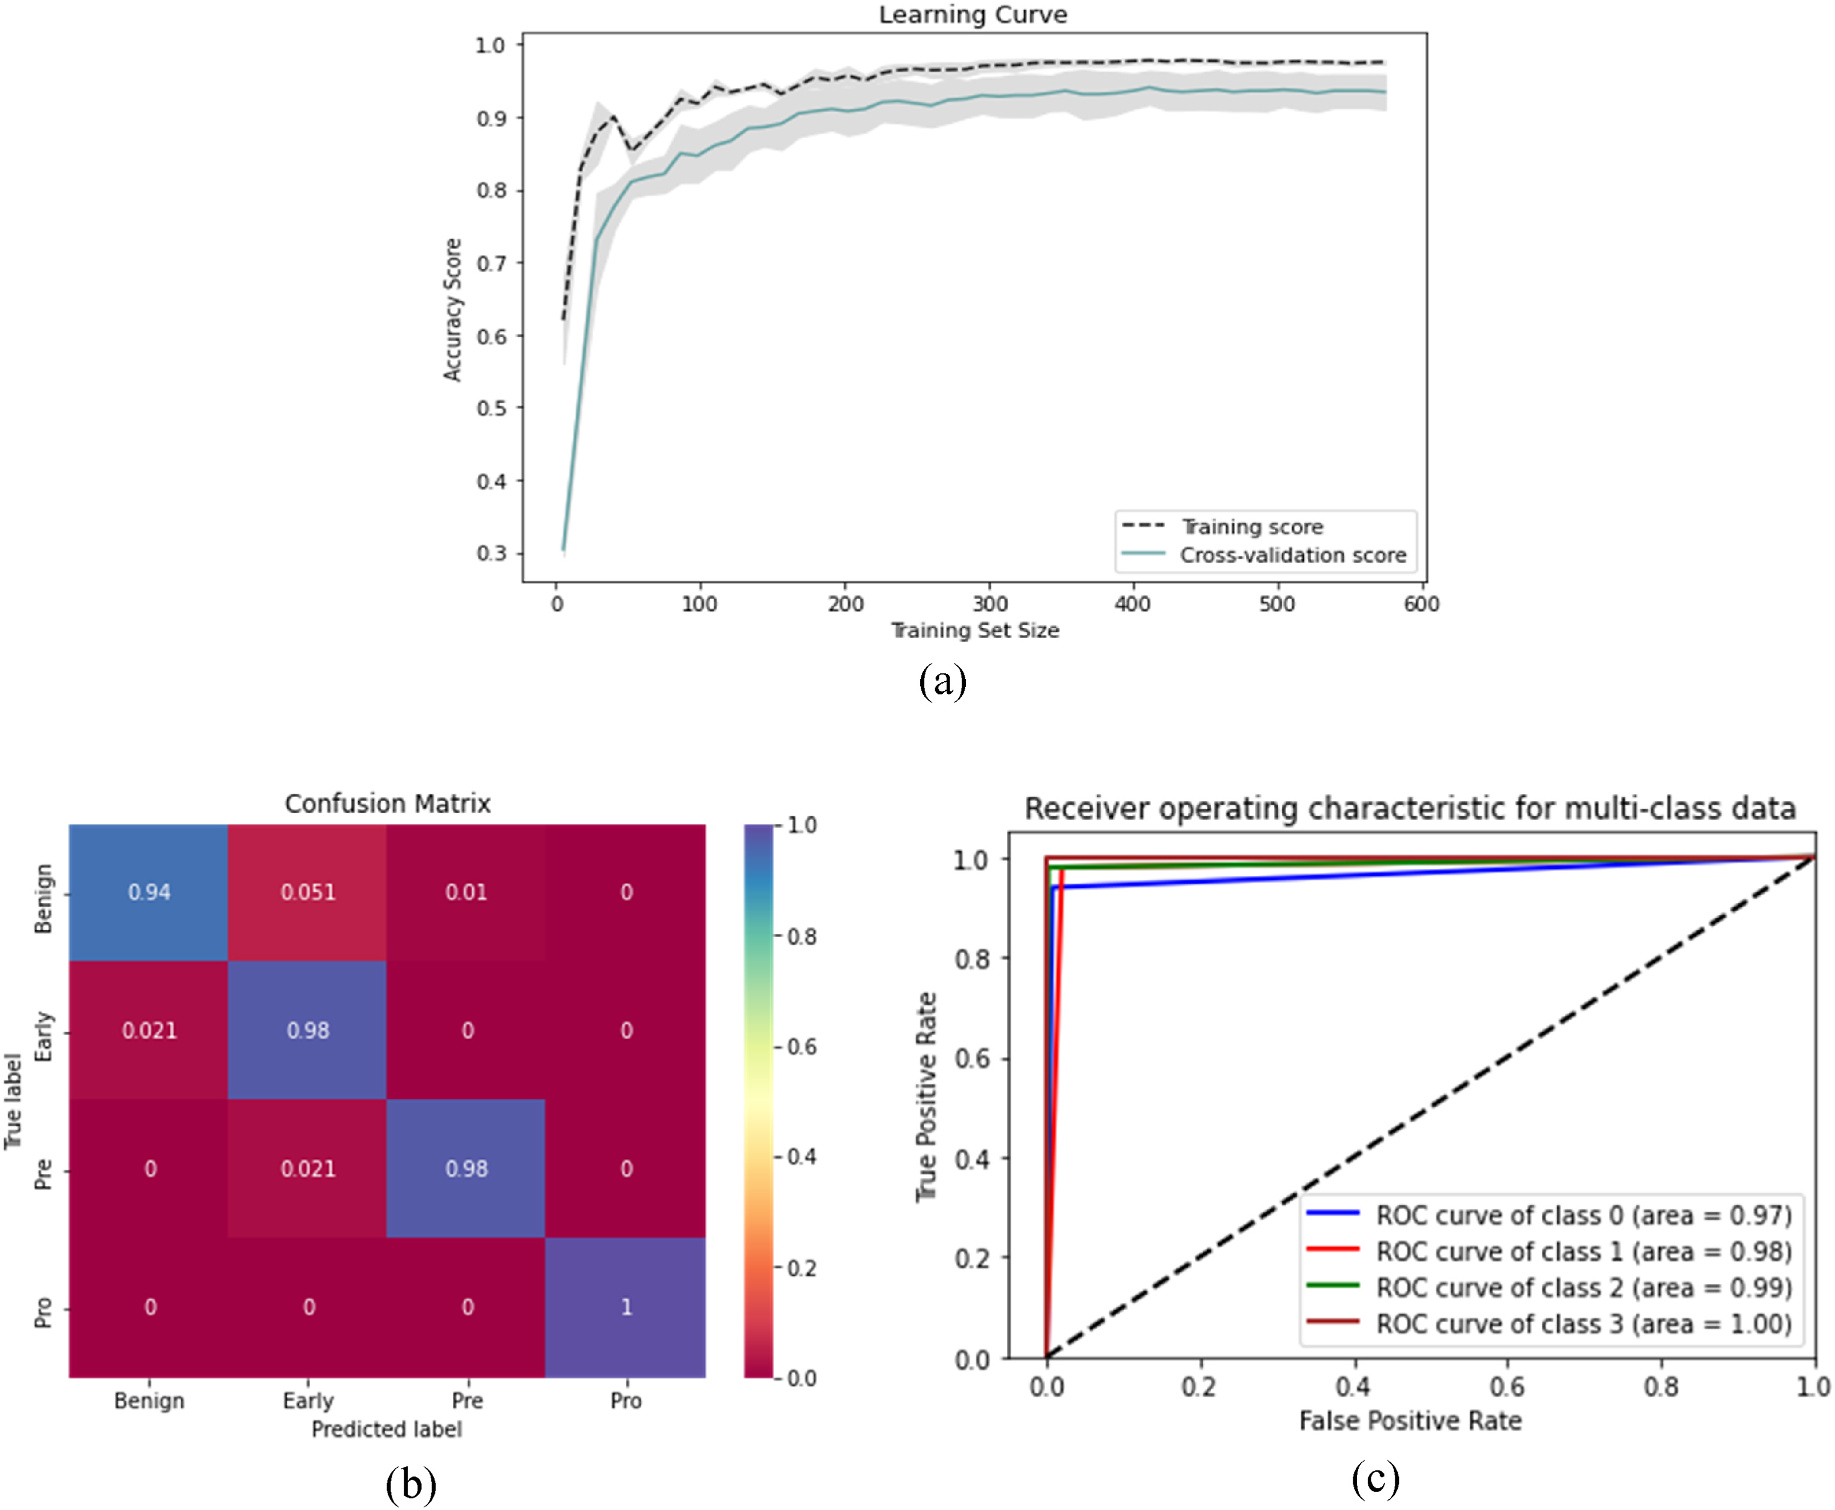 Learning Curve
1.0
0.9
0.8
0.7
0.6
0.5
0.4
0.3
Accuracy Score
Training score
Cross-validation score
0 100 200 300 400 500 600
Training Set Size
(a)
Confusion Matrix
True label
Benign
0.94 0.051 0.01 0
Early
0.021 0.98 0 0
Pre
0 0.021 0.98 0
Pro
0 0 0 1
Benign Early Pre Pro
Predicted label
1.0
0.8
0.6
0.4
0.2
0.0
(b)
Receiver operating characteristic for multi-class data
1.0
0.8
0.6
0.4
0.2
0.0
True Positive Rate
ROC curve of class 0 (area = 0.97)
ROC curve of class 1 (area = 0.98)
ROC curve of class 2 (area = 0.99)
ROC curve of class 3 (area = 1.00)
0.0 0.2 0.4 0.6 0.8 1.0
False Positive Rate
(c)